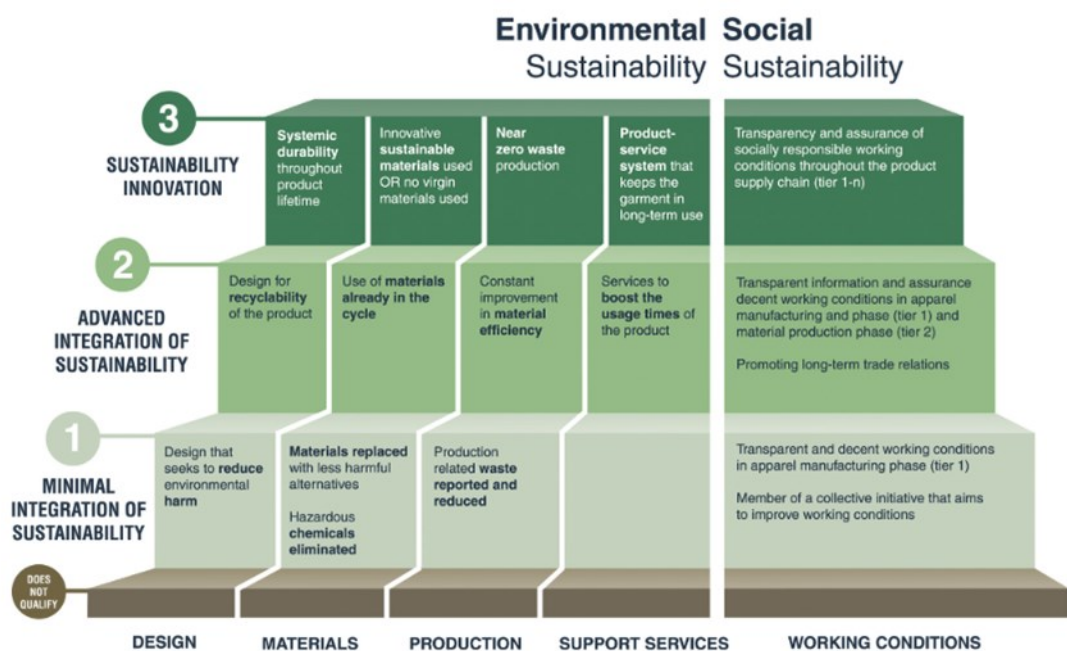 Environmental Social
Sustainability Sustainability
3
SUSTAINABILITY
INNOVATION
Systemic
durability
throughout
product
lifetime
Innovative
sustainable
materials used
OR no virgin
materials used
Near
zero waste
production
Product-
service
system that
keeps the
garment in
long-term use
Transparency and assurance of
socially responsible working
conditions throughout the product
supply chain (tier 1-n)
2
ADVANCED
INTEGRATION OF
SUSTAINABILITY
Design for
recyclability
of the product
Use of materials
already in the
cycle
Constant
improvement
in material
efficiency
Services to
boost the
usage times of
the product
Transparent information and assurance
decent working conditions in apparel
manufacturing and phase (tier 1) and
material production phase (tier 2)
Promoting long-term trade relations
1
MINIMAL
INTEGRATION OF
SUSTAINABILITY
Design that
seeks to reduce
environmental
harm
Materials replaced
with less harmful
alternatives
Hazardous
chemicals
eliminated
Production
related waste
reported and
reduced
Transparent and decent working conditions
in apparel manufacturing phase (tier 1)
Member of a collective initiative that aims
to improve working conditions
DOES
NOT
QUALIFY
DESIGN
MATERIALS
PRODUCTION
SUPPORT SERVICES
WORKING CONDITIONS